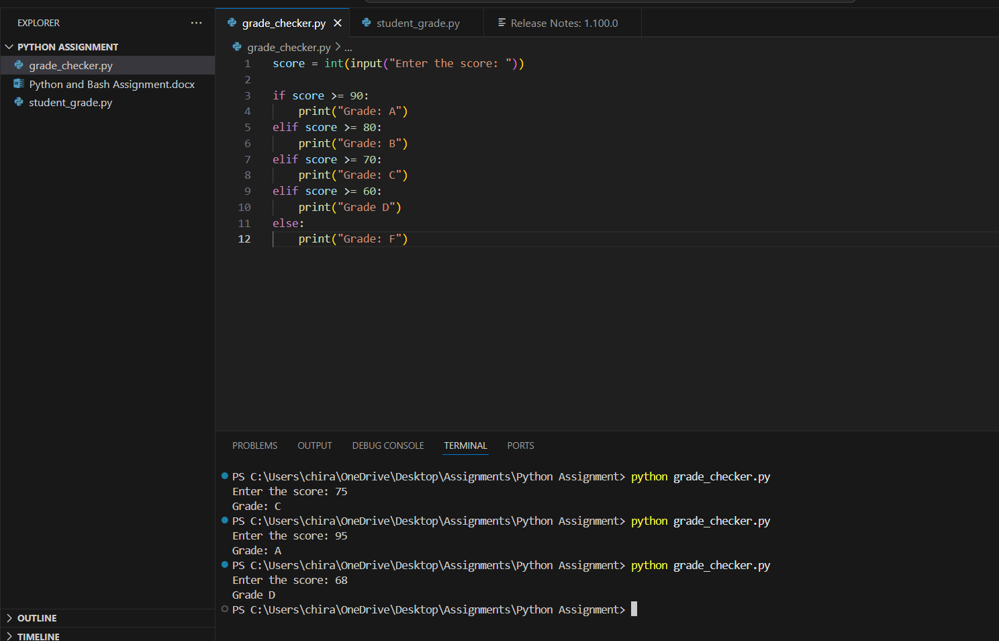 EXPLORER ...
PYTHON ASSIGNMENT
grade_checker.py
Python and Bash Assignment.docx
student_grade.py
OUTLINE
TIMELINE
grade_checker.py
student_grade.py
Release Notes: 1.100.0
grade_checker.py > ...
1 score = int(input("Enter the score: "))
2
3 if score >= 90:
4     print("Grade: A")
5 elif score >= 80:
6     print("Grade: B")
7 elif score >= 70:
8     print("Grade: C")
9 elif score >= 60:
10     print("Grade D")
11 else:
12     print("Grade: F")
PROBLEMS OUTPUT DEBUG CONSOLE TERMINAL PORTS
PS C:\Users\chira\OneDrive\Desktop\Assignments\Python Assignment> python grade_checker.py
Enter the score: 75
Grade: C
PS C:\Users\chira\OneDrive\Desktop\Assignments\Python Assignment> python grade_checker.py
Enter the score: 95
Grade: A
PS C:\Users\chira\OneDrive\Desktop\Assignments\Python Assignment> python grade_checker.py
Enter the score: 68
Grade D
PS C:\Users\chira\OneDrive\Desktop\Assignments\Python Assignment>